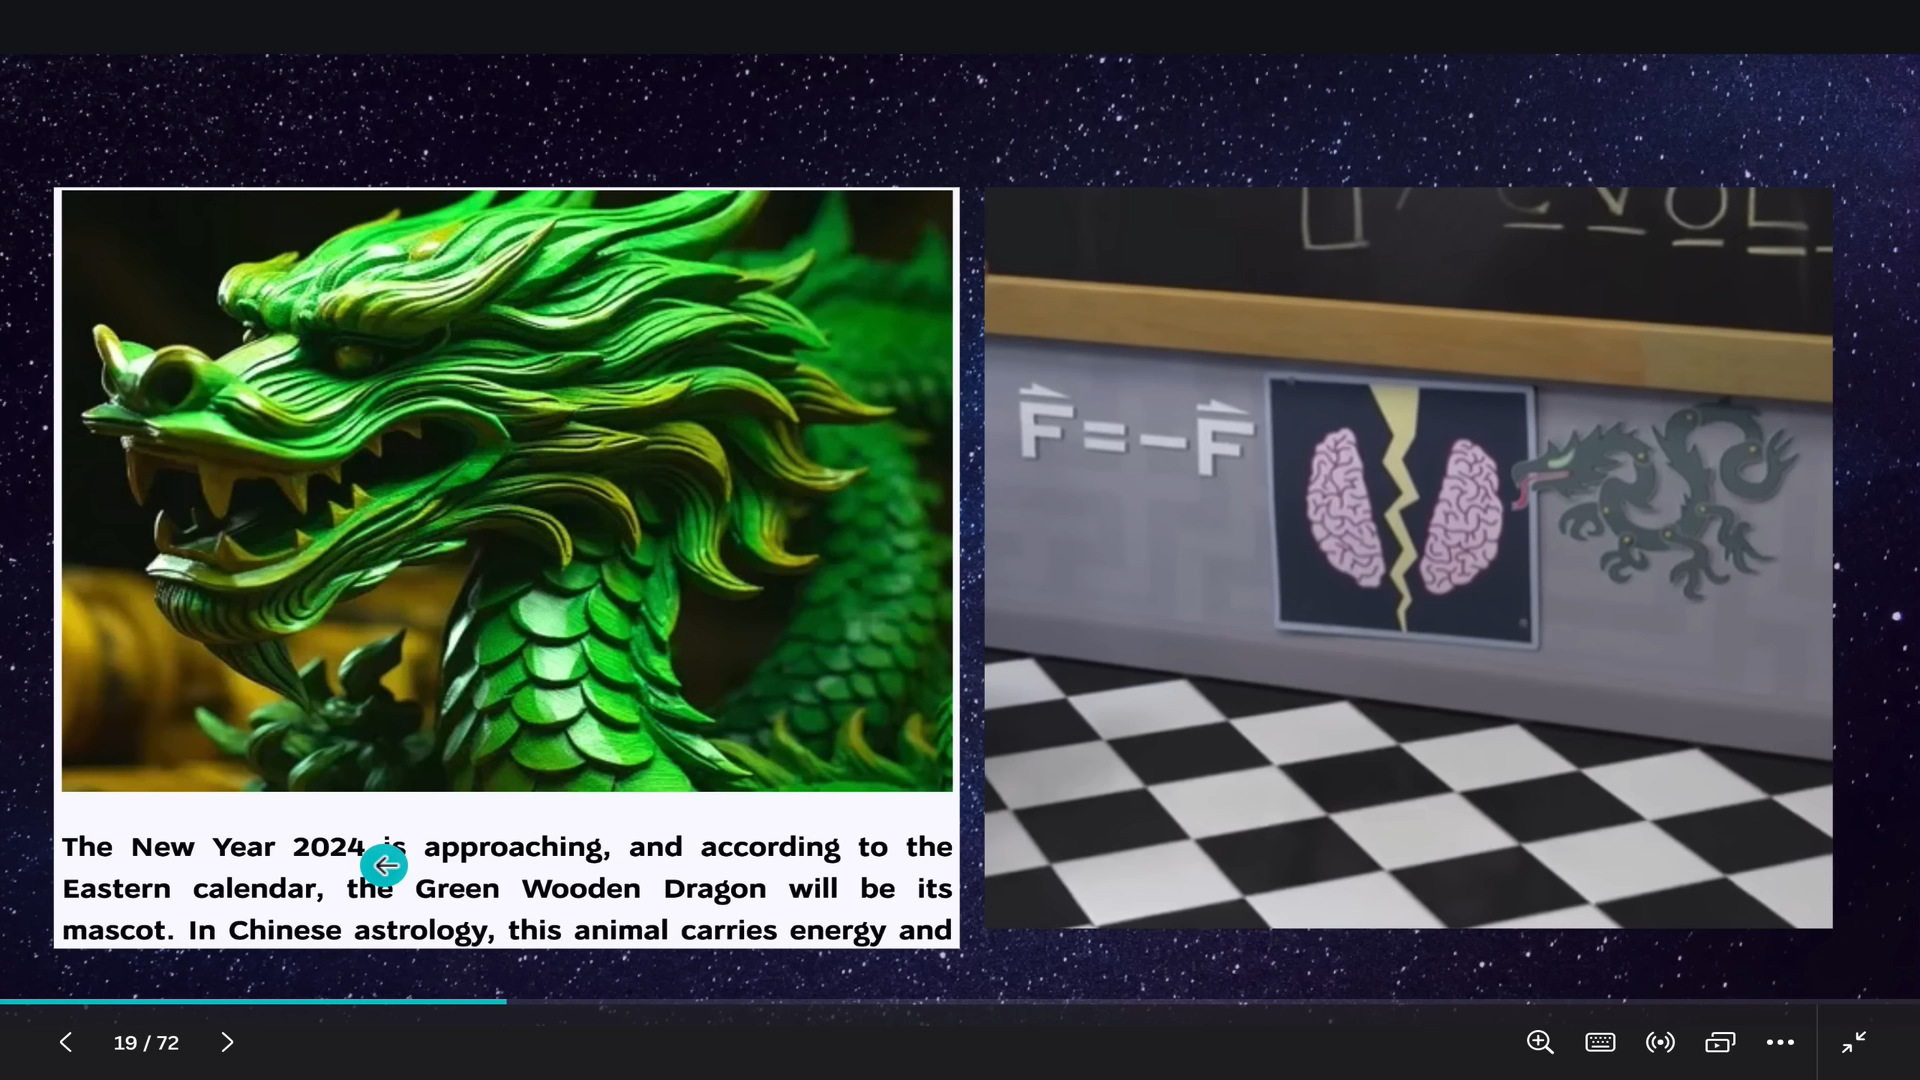 The New Year 2024 is approaching, and according to the
Eastern calendar, the Green Wooden Dragon will be its
mascot. In Chinese astrology, this animal carries energy and
F = – F
19 / 72